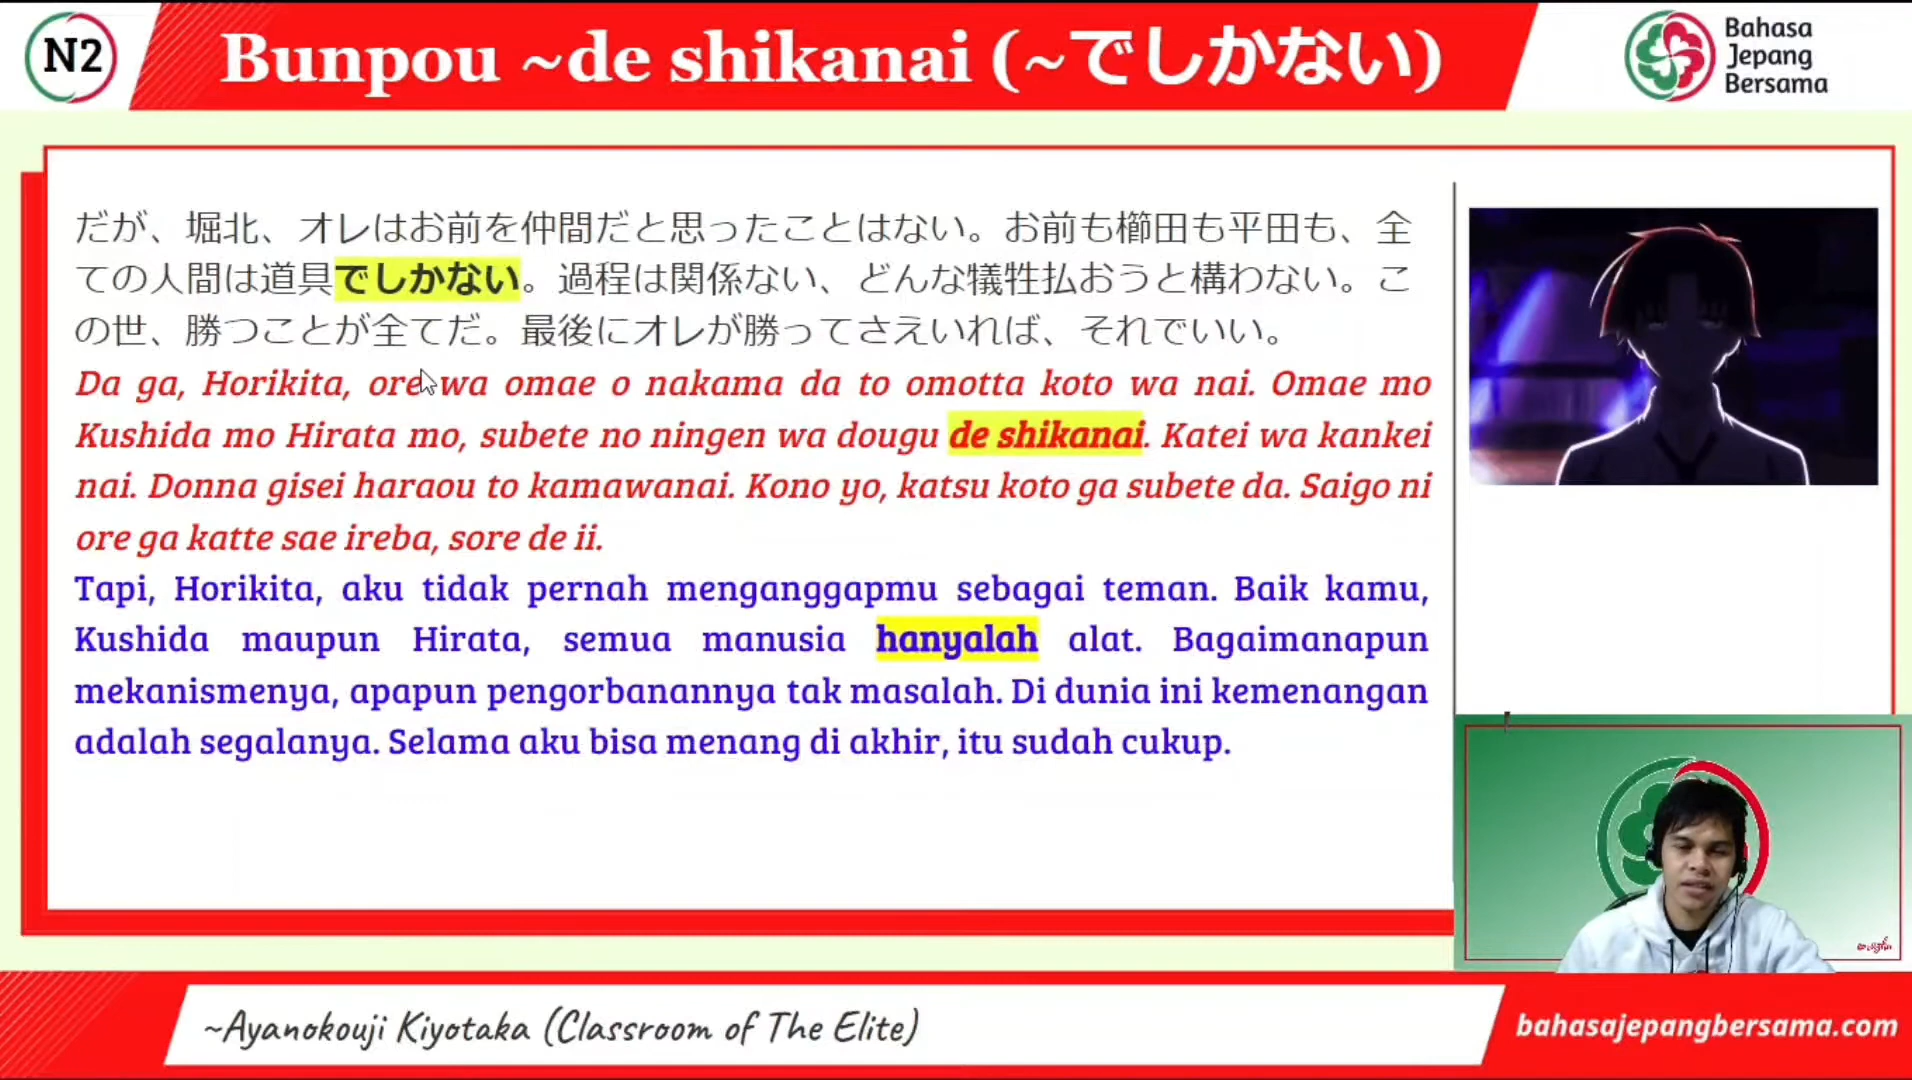 N2
Bunpou ~de shikanai (~でしかない)
Bahasa
Jepang
Bersama
だが、堀北、オレはお前を仲間だと思ったことはない。お前も櫛田も平田も、全
ての人間は道具でしかない。過程は関係ない、どんな犠牲払おうと構わない。こ
の世、勝つことが全てだ。最後にオレが勝ってさえいれば、それでいい。
Da ga, Horikita, ore wa omae o nakama da to omotta koto wa nai. Omae mo
Kushida mo Hirata mo, subete no ningen wa dougu de shikanai. Katei wa kankei
nai. Donna gisei haraou to kamawanai. Kono yo, katsu koto ga subete da. Saigo ni
ore ga katte sae ireba, sore de ii.
Tapi, Horikita, aku tidak pernah menganggapmu sebagai teman. Baik kamu,
Kushida maupun Hirata, semua manusia hanyalah alat. Bagaimanapun
mekanismenya, apapun pengorbanannya tak masalah. Di dunia ini kemenangan
adalah segalanya. Selama aku bisa menang di akhir, itu sudah cukup.
~Ayanokouji Kiyotaka (Classroom of The Elite)
bahasajepangbersama.com